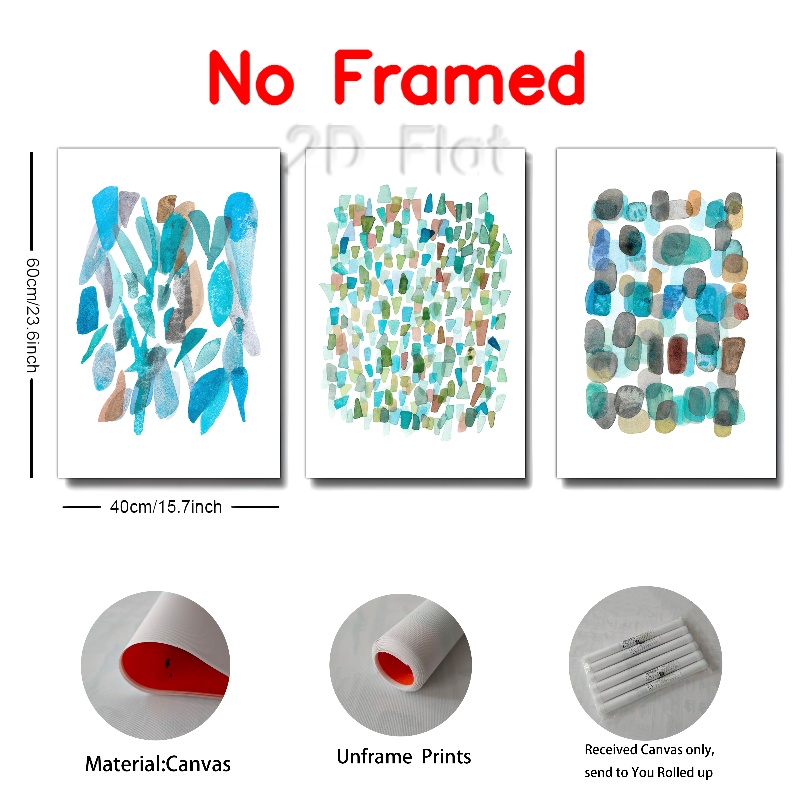 No Framed
2D Flat
60cm/23.6inch
40cm/15.7inch
Material:Canvas
Unframe Prints
Received Canvas only,
send to You Rolled up